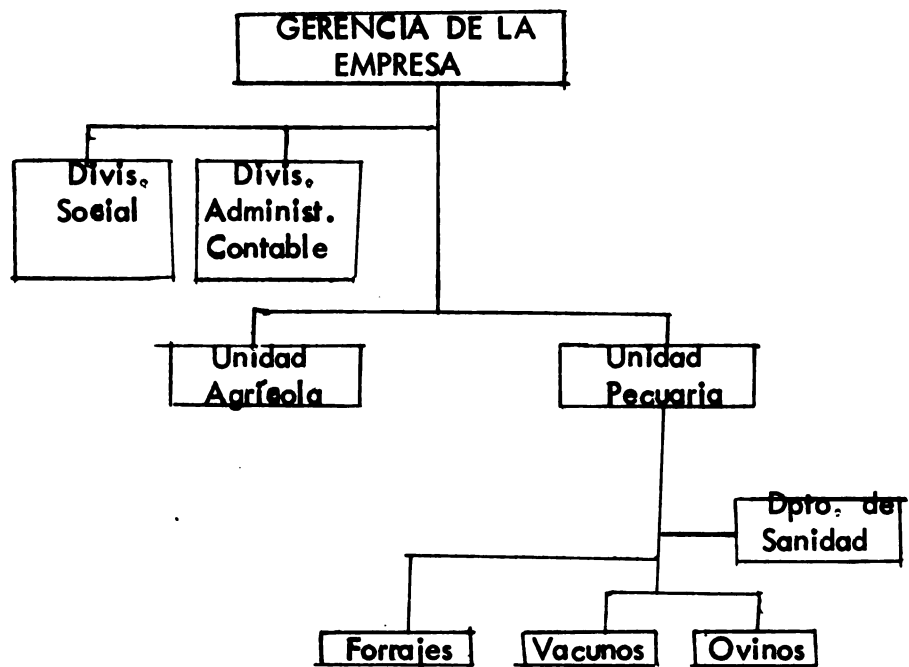 GERENCIA DE LA
EMPRESA
Divis.
Social
Divis.
Administ.
Contable
Unidad
Agrícola
Unidad
Pecuaria
Dpto. de
Sanidad
Forrajes
Vacunos
Ovinos